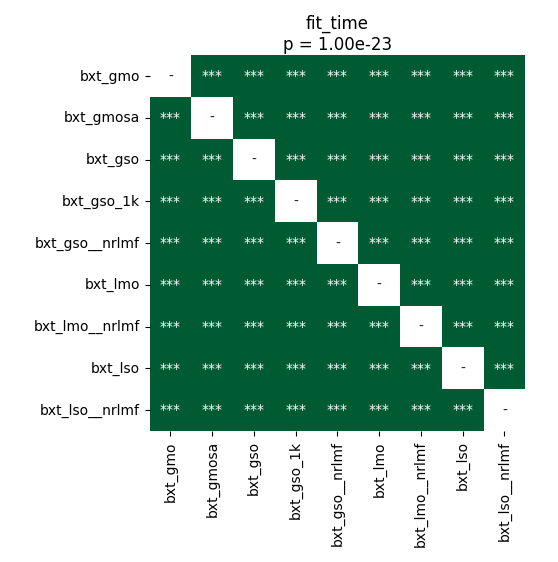 fit_time
p = 1.00e-23
bxt_gmo - *** *** *** *** *** *** *** ***
bxt_gmosa *** - *** *** *** *** *** *** ***
bxt_gso *** *** - *** *** *** *** *** ***
bxt_gso_1k *** *** *** - *** *** *** *** ***
bxt_gso__nrlmf *** *** *** *** - *** *** *** ***
bxt_lmo *** *** *** *** *** - *** *** ***
bxt_lmo__nrlmf *** *** *** *** *** *** - *** ***
bxt_lso *** *** *** *** *** *** *** - ***
bxt_lso__nrlmf *** *** *** *** *** *** *** *** -
bxt_gmo
bxt_gmosa
bxt_gso
bxt_gso_1k
bxt_gso__nrlmf
bxt_lmo
bxt_lmo__nrlmf
bxt_lso
bxt_lso__nrlmf